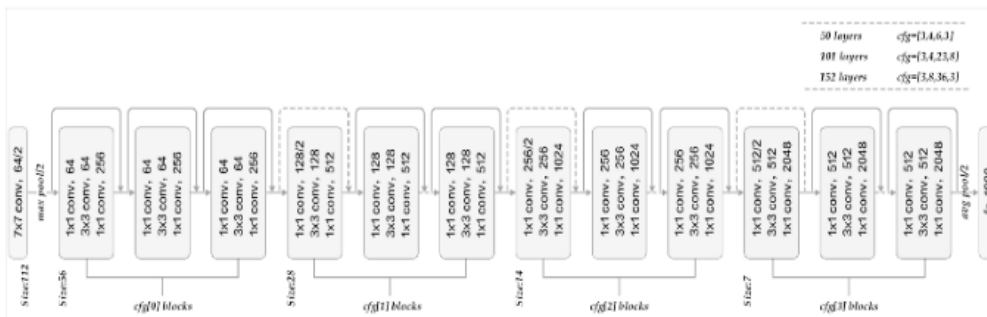 50 layers cfg=[3,4,6,3]
101 layers cfg=[3,4,23,8]
152 layers cfg=[3,8,36,3]
7x7 conv, 64/2
max pool/2
1x1 conv, 64
3x3 conv, 64
1x1 conv, 256
1x1 conv, 64
3x3 conv, 64
1x1 conv, 256
1x1 conv, 64
3x3 conv, 64
1x1 conv, 256
1x1 conv, 128/2
3x3 conv, 128
1x1 conv, 512
1x1 conv, 128
3x3 conv, 128
1x1 conv, 512
1x1 conv, 128
3x3 conv, 128
1x1 conv, 512
1x1 conv, 256/2
3x3 conv, 256
1x1 conv, 1024
1x1 conv, 256
3x3 conv, 256
1x1 conv, 1024
1x1 conv, 256
3x3 conv, 256
1x1 conv, 1024
1x1 conv, 512/2
3x3 conv, 512
1x1 conv, 2048
1x1 conv, 512
3x3 conv, 512
1x1 conv, 2048
1x1 conv, 512
3x3 conv, 512
1x1 conv, 2048
avg pool/2
Size:112
Size:56
cfg[0] blocks
Size:28
cfg[1] blocks
Size:14
cfg[2] blocks
Size:7
cfg[3] blocks